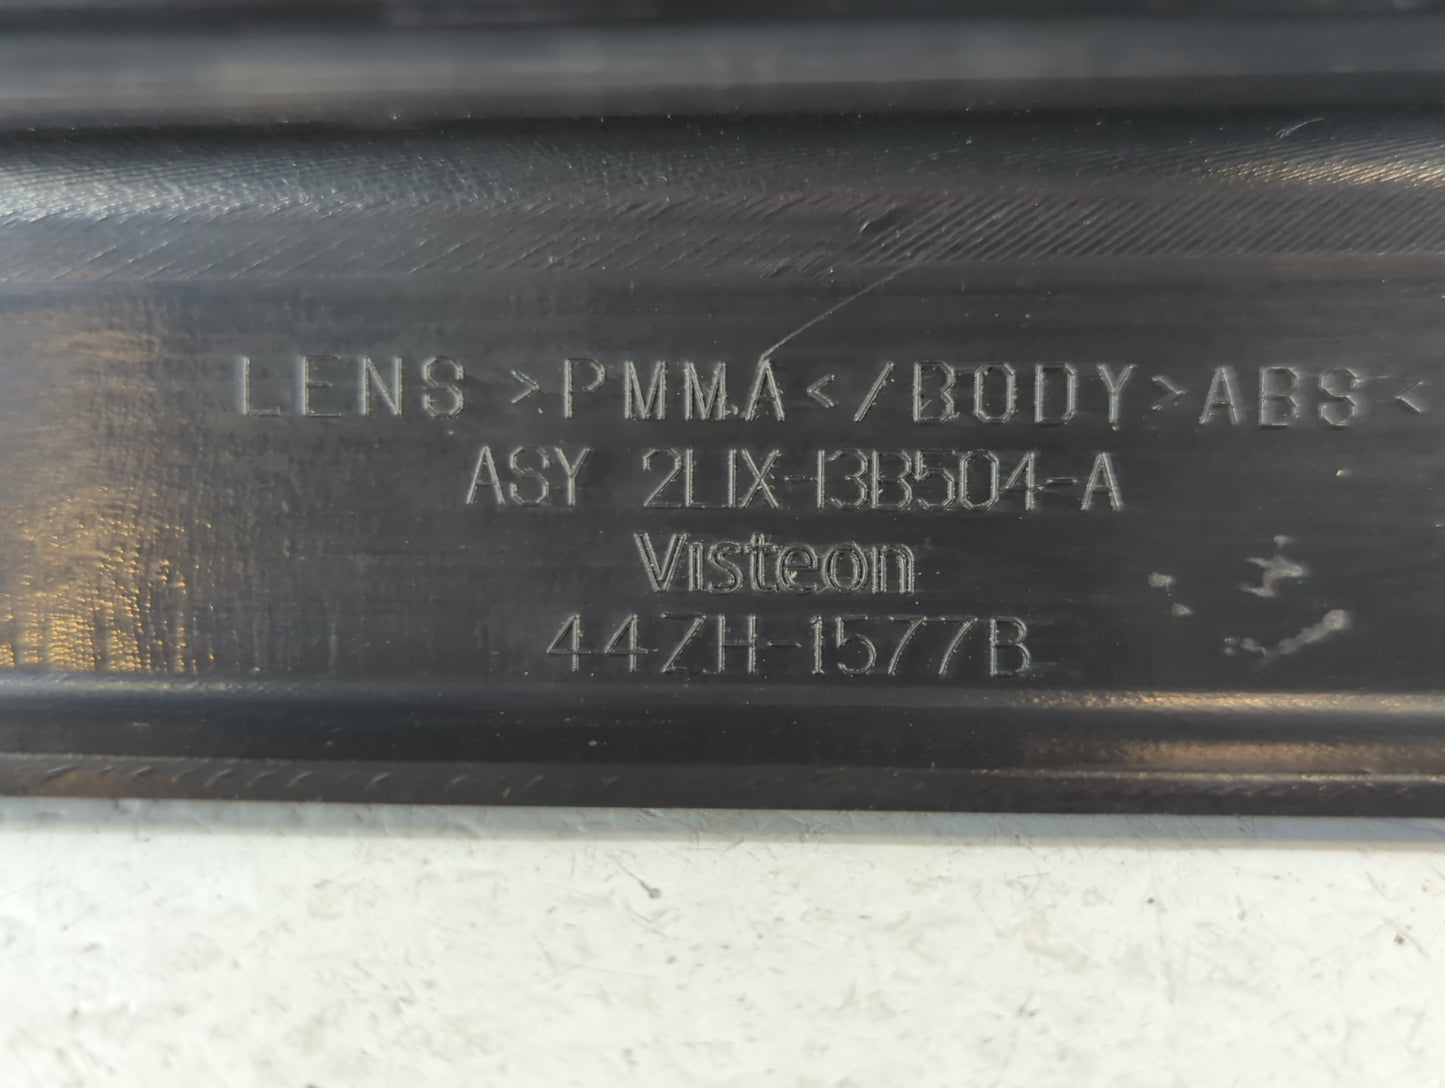 LENS >PMMA</BODY>ABS<
ASY 2L1X-13B504-A
Visteon
44ZH-1577B